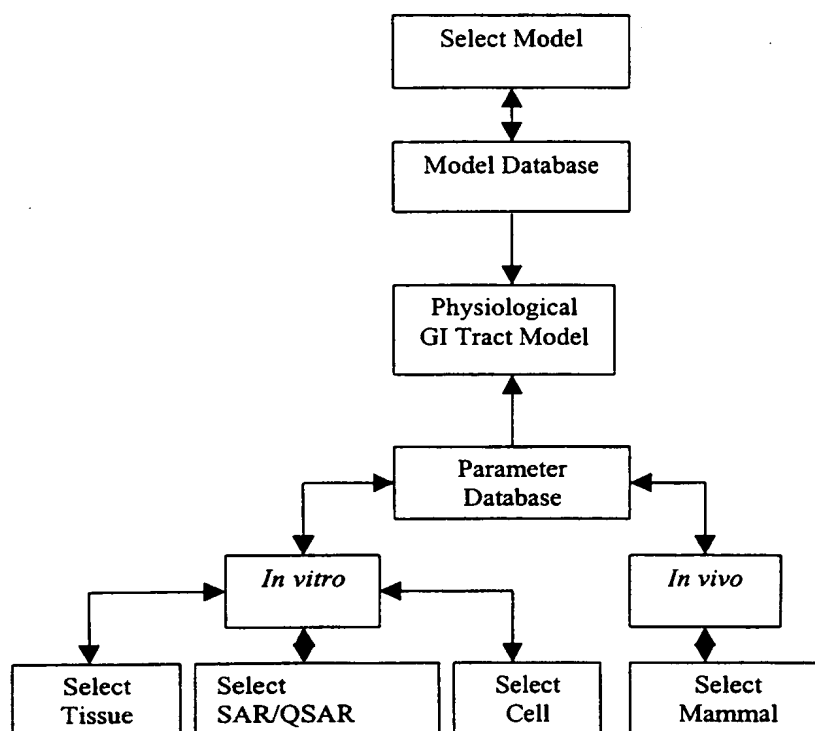 Select Model
Model Database
Physiological
GI Tract Model
Parameter
Database
In vitro
In vivo
Select
Tissue
Select
SAR/QSAR
Select
Cell
Select
Mammal